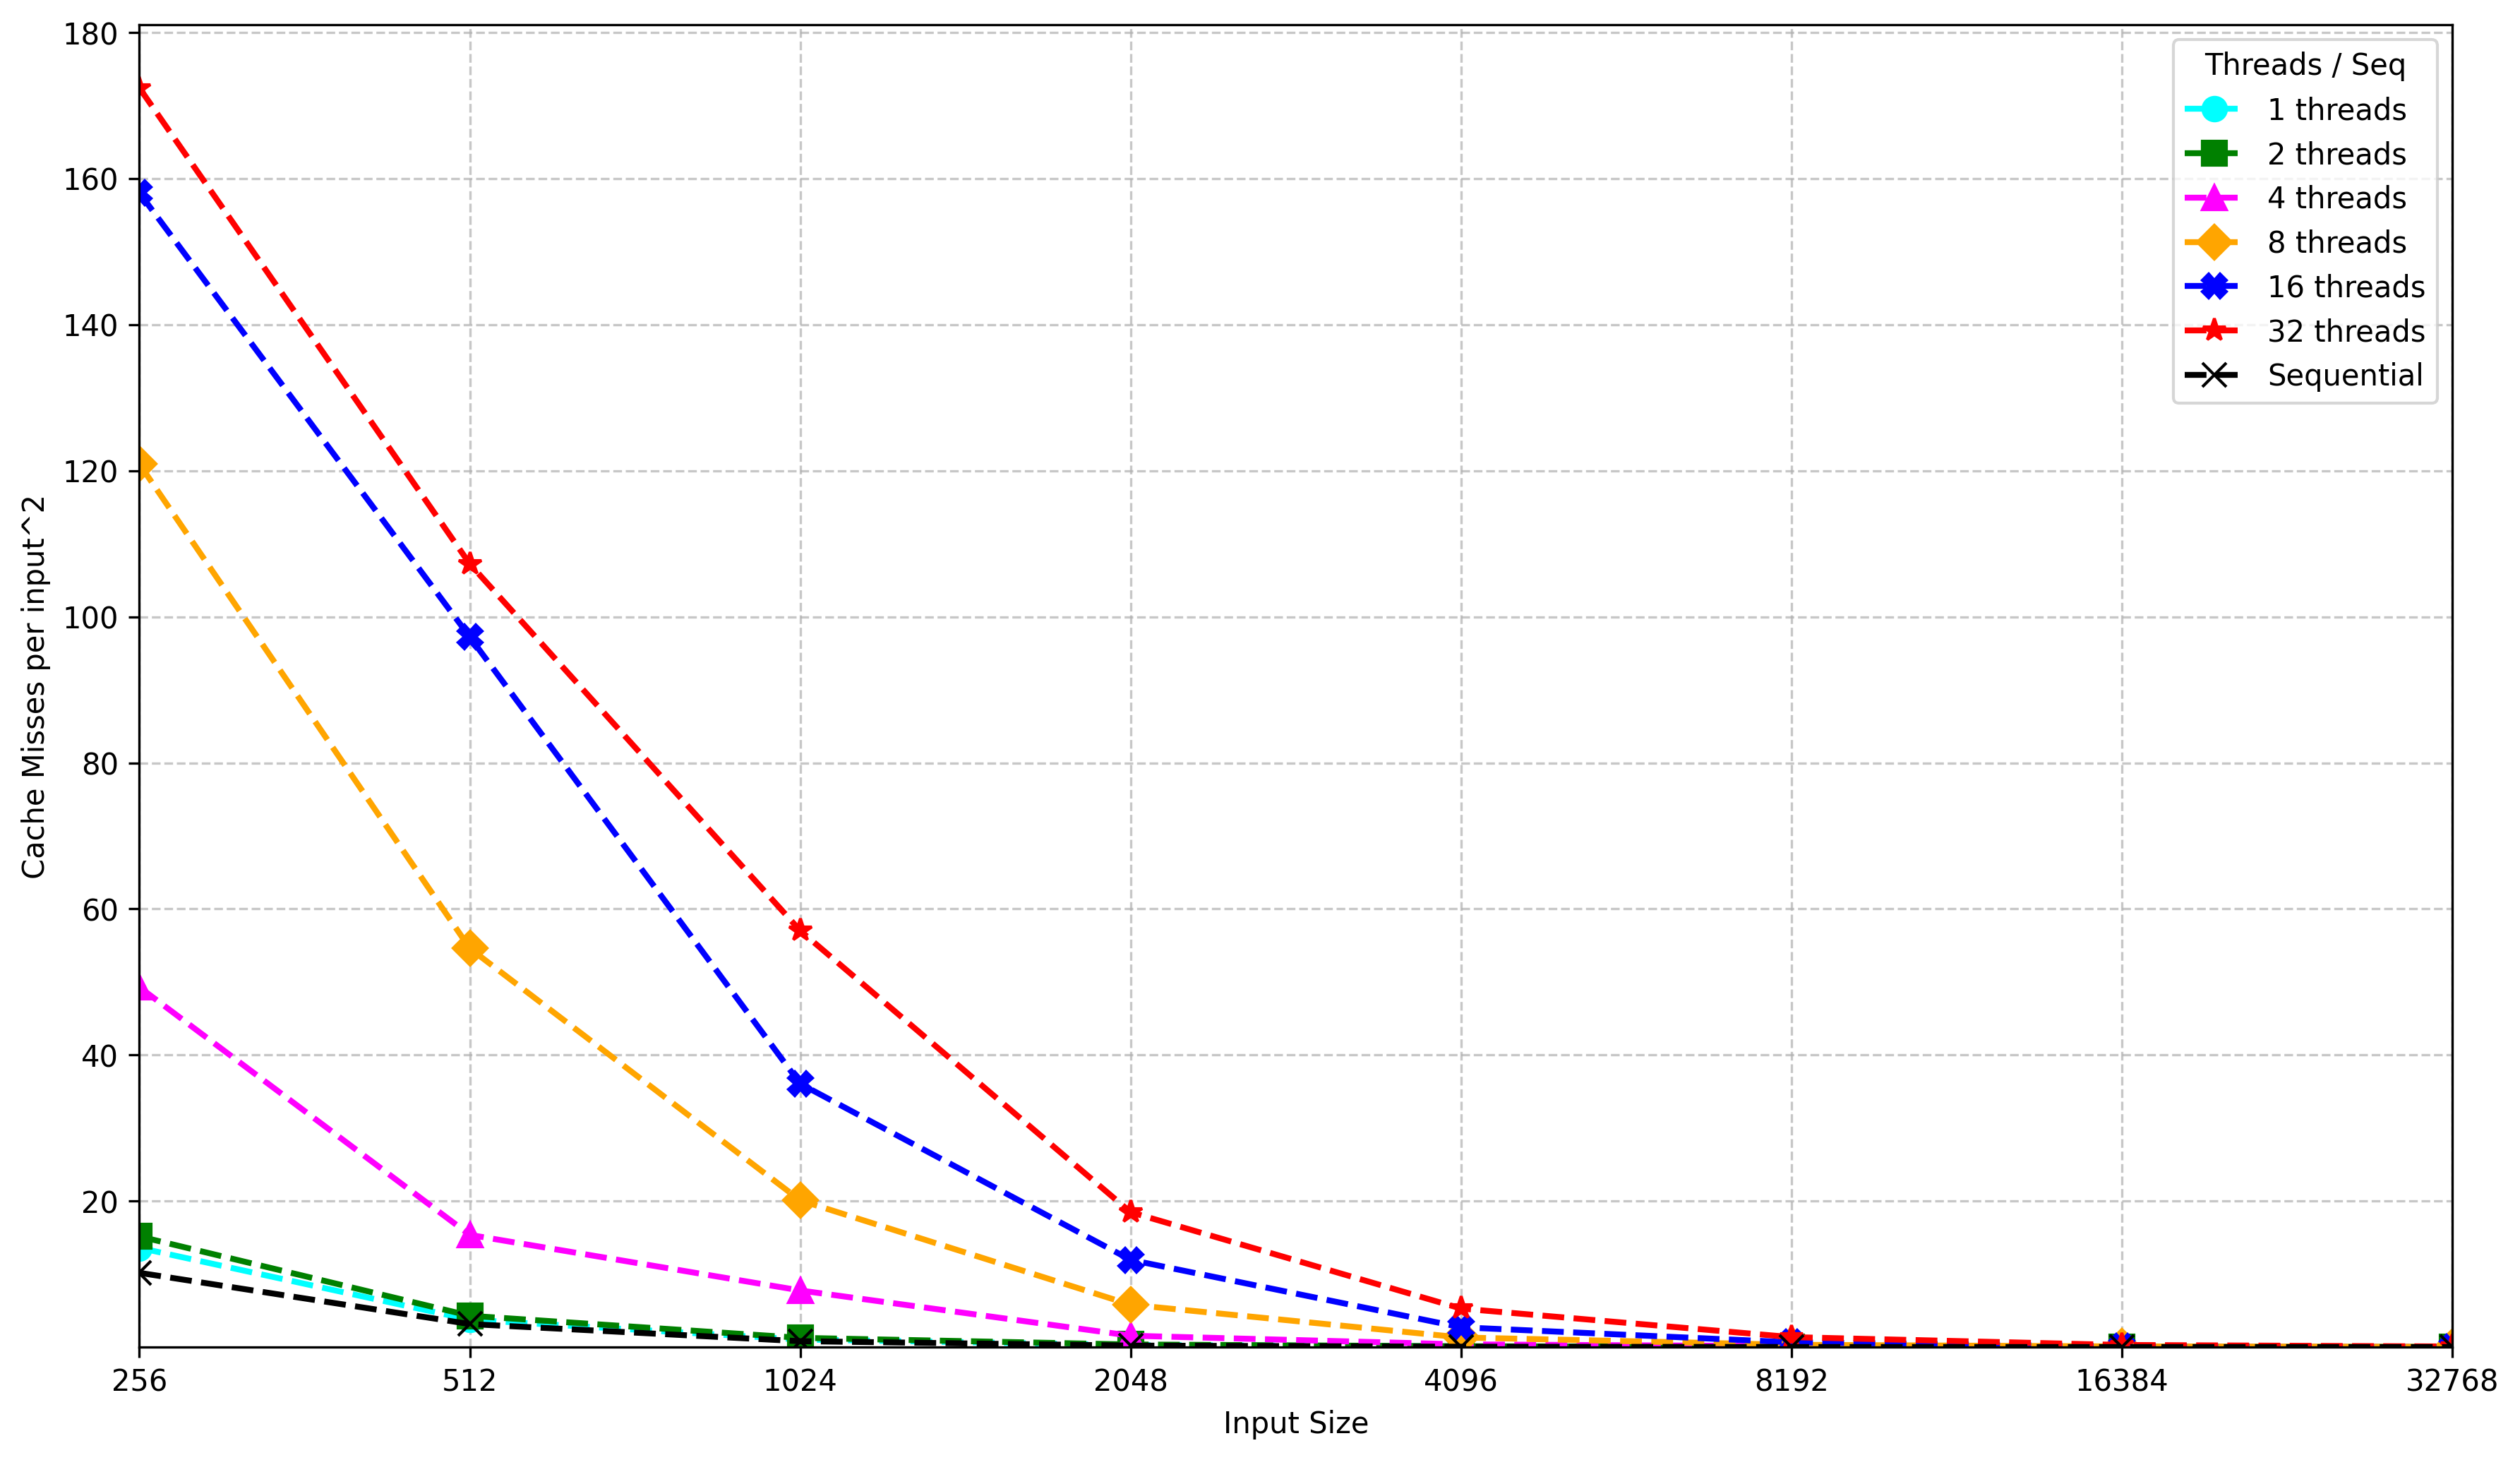 180
160
140
120
100
80
60
40
20
Cache Misses per input^2
Threads / Seq
1 threads
2 threads
4 threads
8 threads
16 threads
32 threads
Sequential
256 512 1024 2048 4096 8192 16384 32768
Input Size